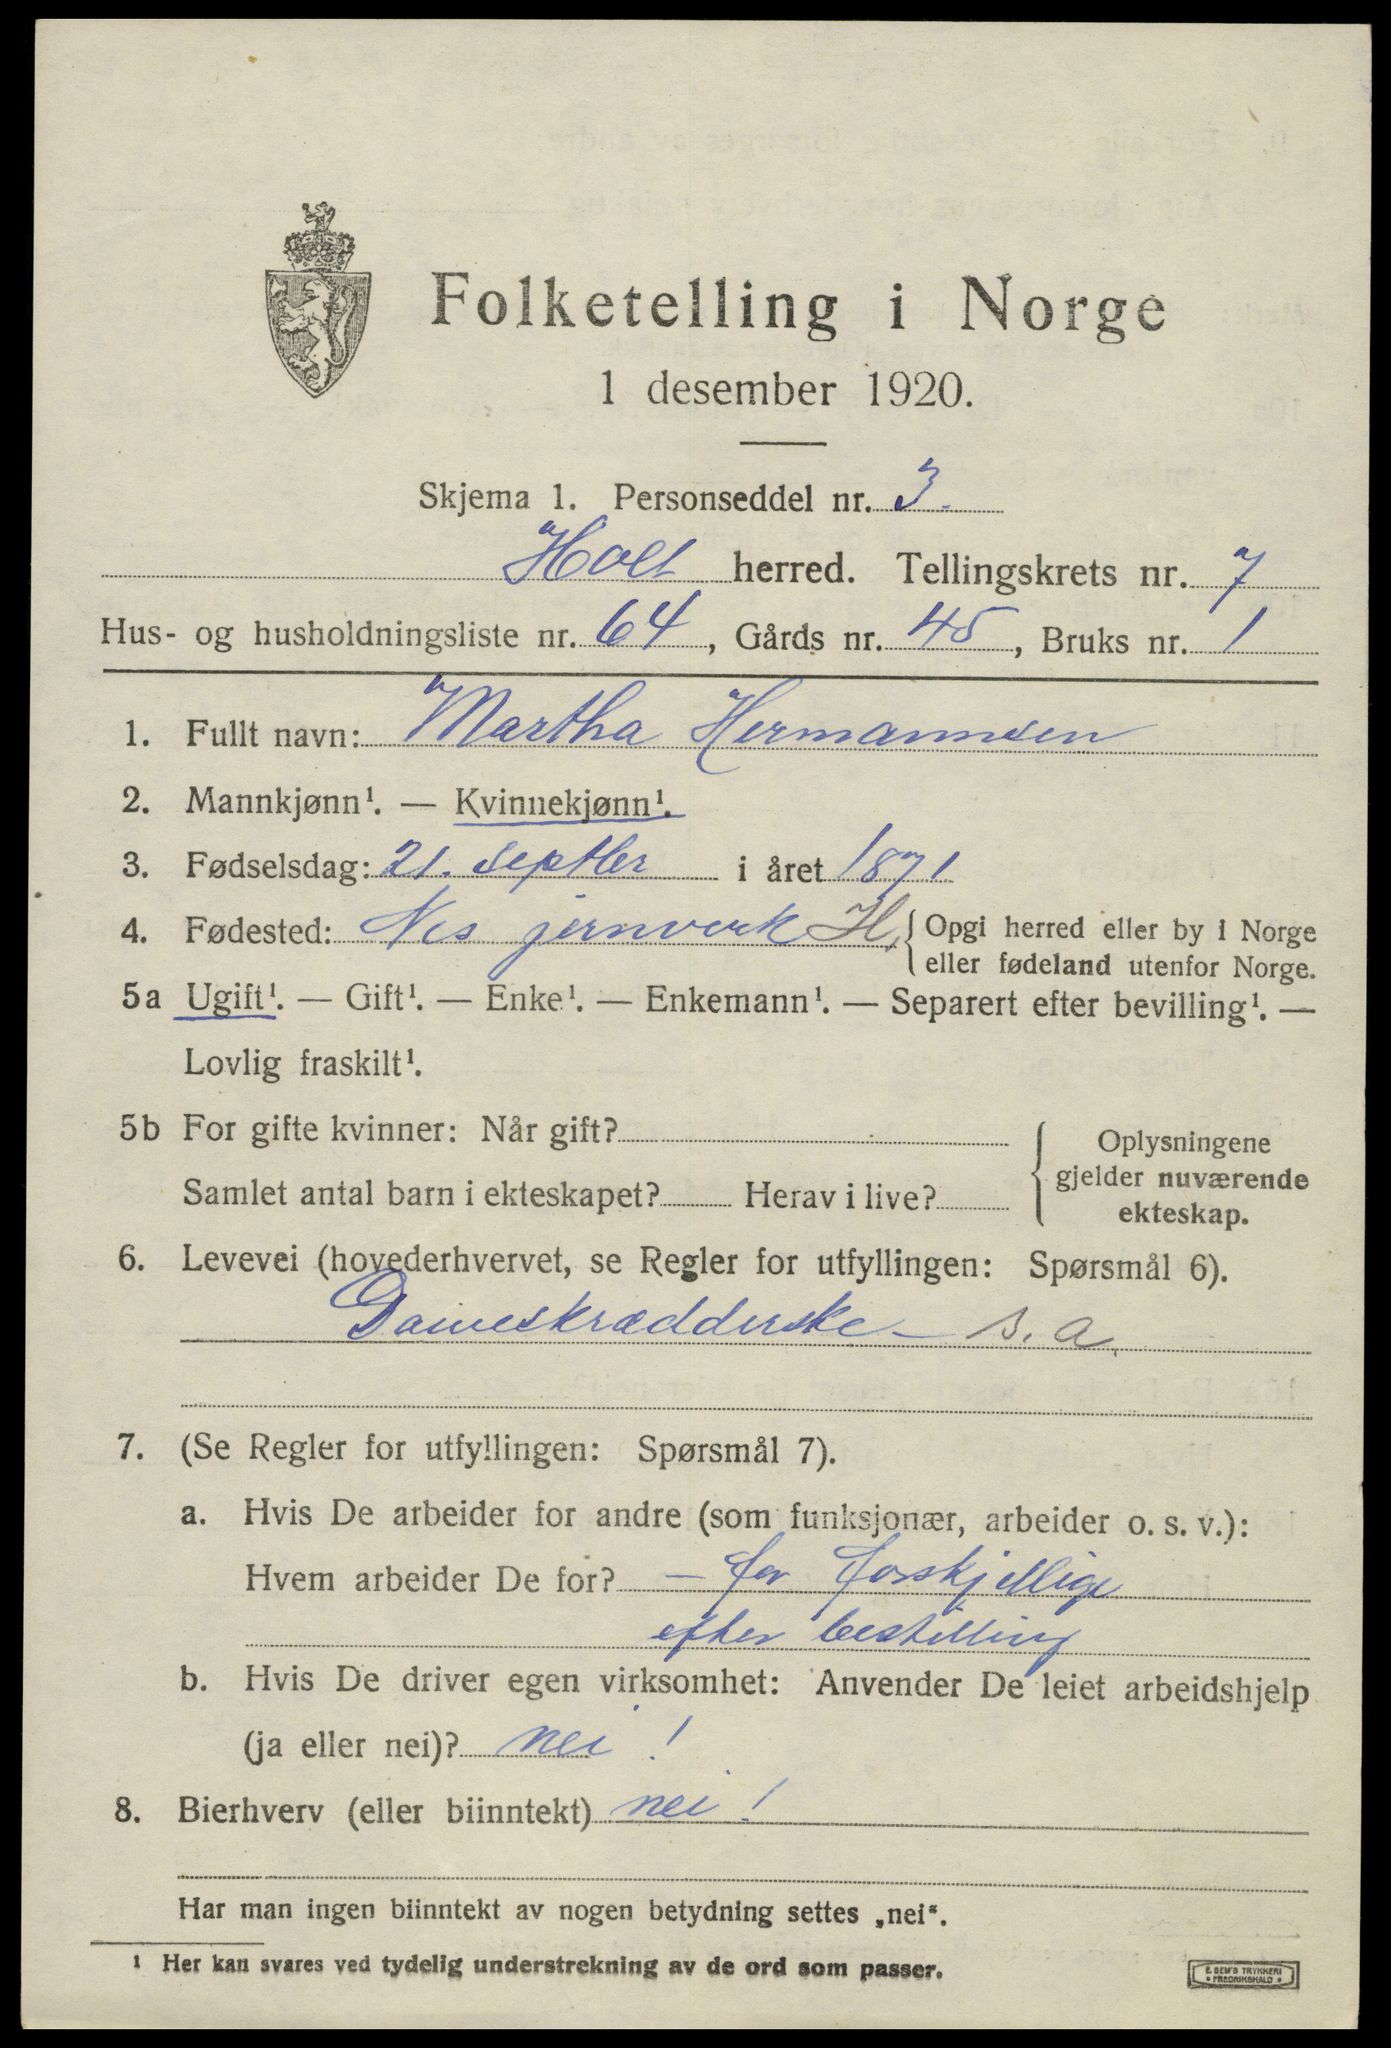 Folketelling i Norge
1 desember 1920.
Skjema 1. Personseddel nr. 3.
Holt herred. Tellingskrets nr. 7
Hus- og husholdningsliste nr. 64, Gårds nr. 45, Bruks nr. 1
1. Fullt navn: Martha Hermannsen
2. Mannkjønn¹. — Kvinnekjønn¹.
3. Fødselsdag: 21. septber i året 1871
4. Fødested: Nes jernverk H, { Opgi herred eller by i Norge
eller fødeland utenfor Norge.
5a Ugift¹. — Gift¹. — Enke¹. — Enkemann¹. — Separert efter bevilling¹. —
Lovlig fraskilt¹.
5b For gifte kvinner: Når gift?
Samlet antal barn i ekteskapet? Herav i live?
{ Oplysningene
gjelder nuværende
ekteskap.
6. Levevei (hovederhvervet, se Regler for utfyllingen: Spørsmål 6).
Dameskrædderske — s. a.
7. (Se Regler for utfyllingen: Spørsmål 7).
a. Hvis De arbeider for andre (som funksjonær, arbeider o. s. v.):
Hvem arbeider De for? — for forskjellige
efter bestilling
b. Hvis De driver egen virksomhet: Anvender De leiet arbeidshjelp
(ja eller nei)? nei !
8. Bierhverv (eller biinntekt) nei !
Har man ingen biinntekt av nogen betydning settes „nei“.
¹ Her kan svares ved tydelig understrekning av de ord som passer.
E. SEM'S TRYKKERI
FREDRIKSHALD